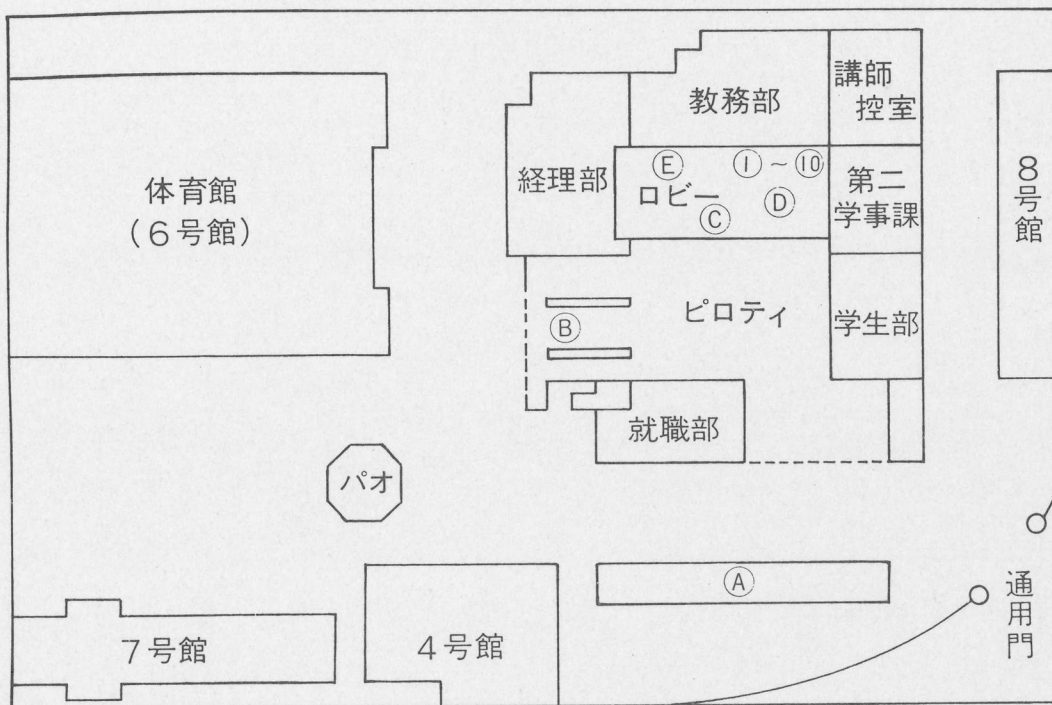 教務部
講師
控室
体育館
(6号館)
経理部
Ⓔ
①~⑩
ロビー
Ⓒ
Ⓓ
第二
学事課
8号館
Ⓑ
ピロティ
学生部
就職部
パオ
Ⓐ
通用門
7号館
4号館